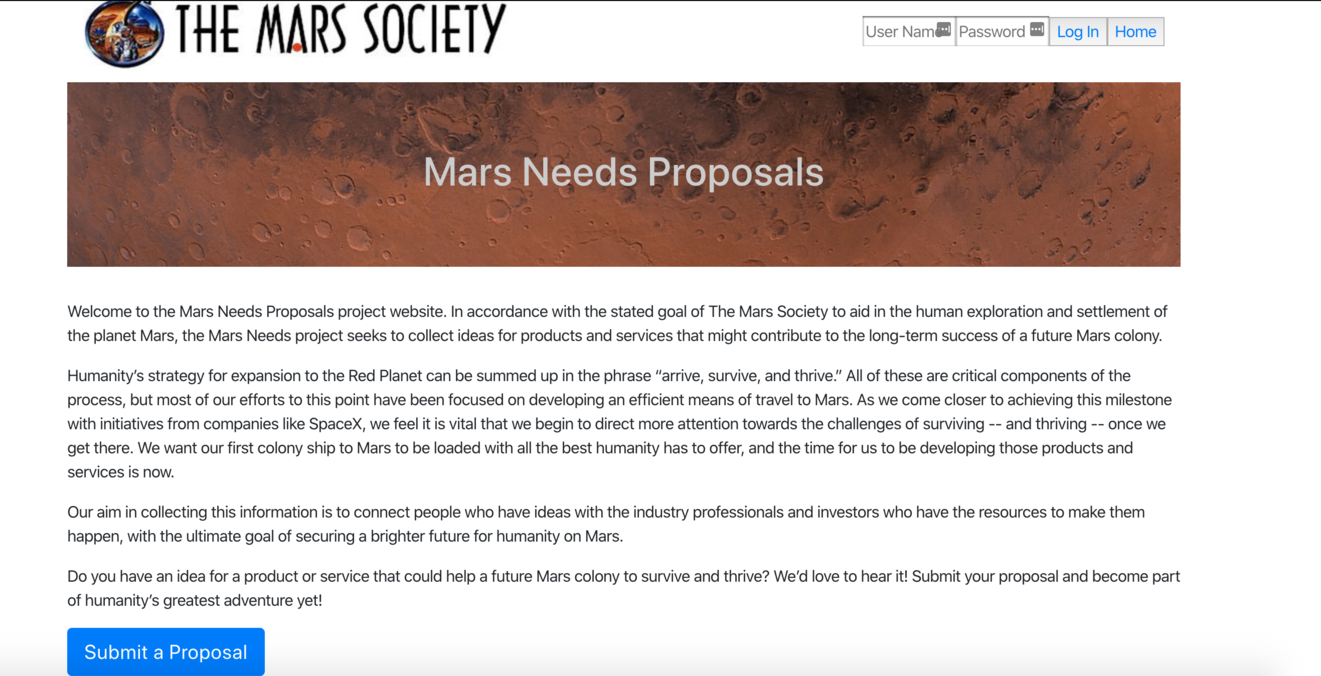 THE MARS SOCIETY
User Nam Password Log In Home
Mars Needs Proposals
Welcome to the Mars Needs Proposals project website. In accordance with the stated goal of The Mars Society to aid in the human exploration and settlement of
the planet Mars, the Mars Needs project seeks to collect ideas for products and services that might contribute to the long-term success of a future Mars colony.
Humanity’s strategy for expansion to the Red Planet can be summed up in the phrase “arrive, survive, and thrive.” All of these are critical components of the
process, but most of our efforts to this point have been focused on developing an efficient means of travel to Mars. As we come closer to achieving this milestone
with initiatives from companies like SpaceX, we feel it is vital that we begin to direct more attention towards the challenges of surviving -- and thriving -- once we
get there. We want our first colony ship to Mars to be loaded with all the best humanity has to offer, and the time for us to be developing those products and
services is now.
Our aim in collecting this information is to connect people who have ideas with the industry professionals and investors who have the resources to make them
happen, with the ultimate goal of securing a brighter future for humanity on Mars.
Do you have an idea for a product or service that could help a future Mars colony to survive and thrive? We’d love to hear it! Submit your proposal and become part
of humanity’s greatest adventure yet!
Submit a Proposal